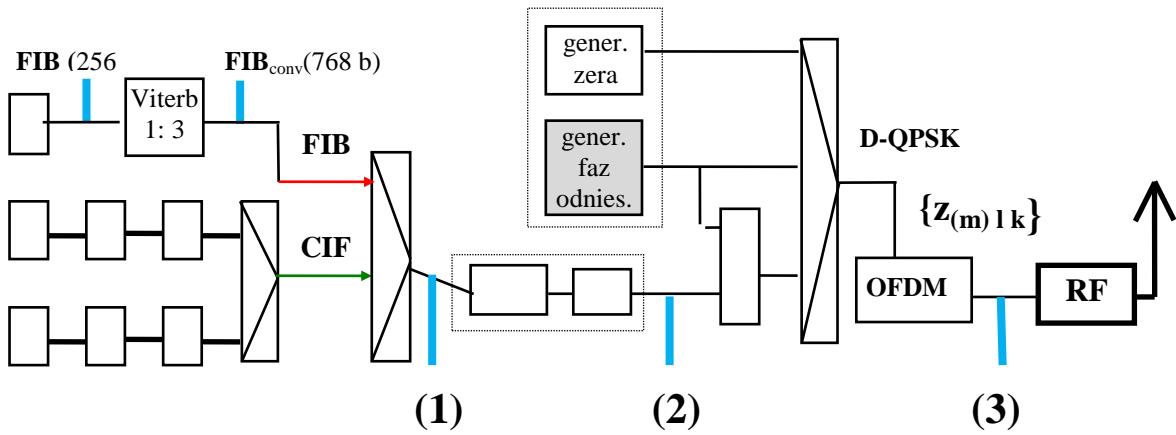 FIB (256
FIBconv(768 b)
Viterb
1: 3
FIB
CIF
gener.
zera
gener.
faz
odnies.
D-QPSK
{z(m) l k}
OFDM
RF
(1)
(2)
(3)